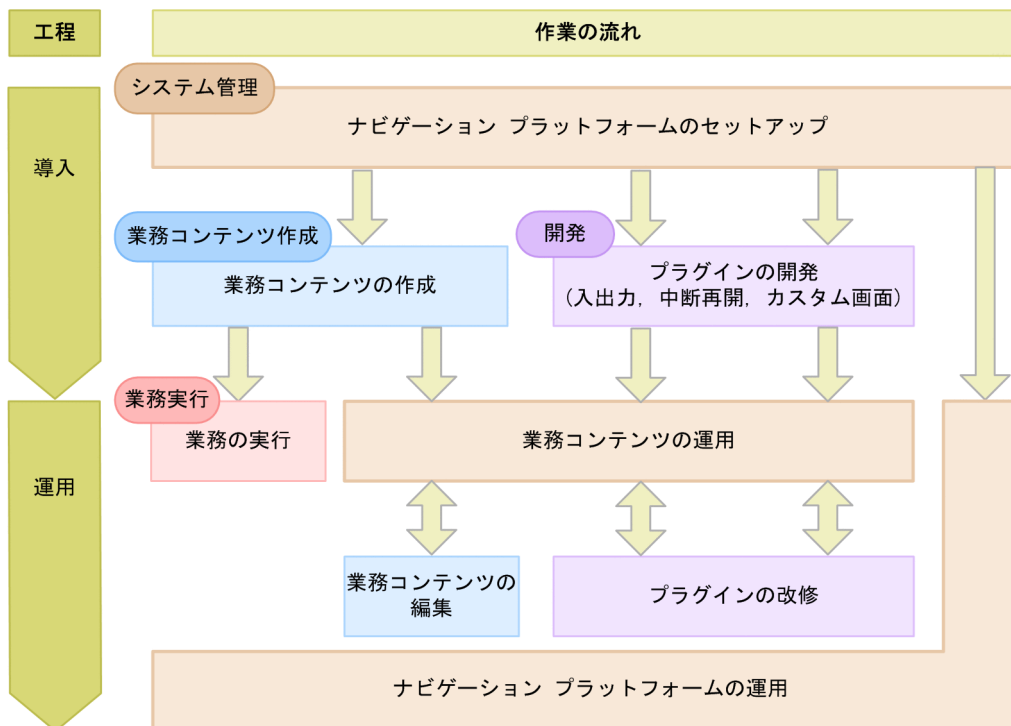 工程
作業の流れ
システム管理
ナビゲーション プラットフォームのセットアップ
導入
業務コンテンツ作成
開発
業務コンテンツの作成
プラグインの開発
（入出力，中断再開，カスタム画面）
業務実行
業務の実行
業務コンテンツの運用
運用
業務コンテンツの
編集
プラグインの改修
ナビゲーション プラットフォームの運用